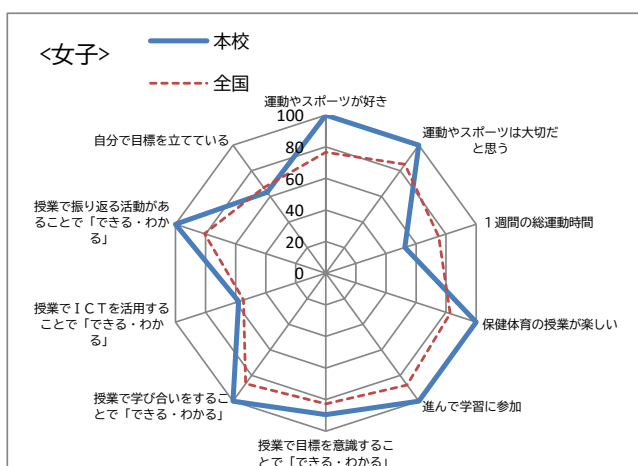 <女子>
本校
全国
運動やスポーツが好き
運動やスポーツは大切だ
と思う
１週間の総運動時間
保健体育の授業が楽しい
進んで学習に参加
授業で目標を意識するこ
とで「できる・わかる」
授業で学び合いをするこ
とで「できる・わかる」
授業でＩＣＴを活用する
ことで「できる・わか
る」
授業で振り返る活動があ
ることで「できる・わか
る」
自分で目標を立てている
100
80
60
40
20
0